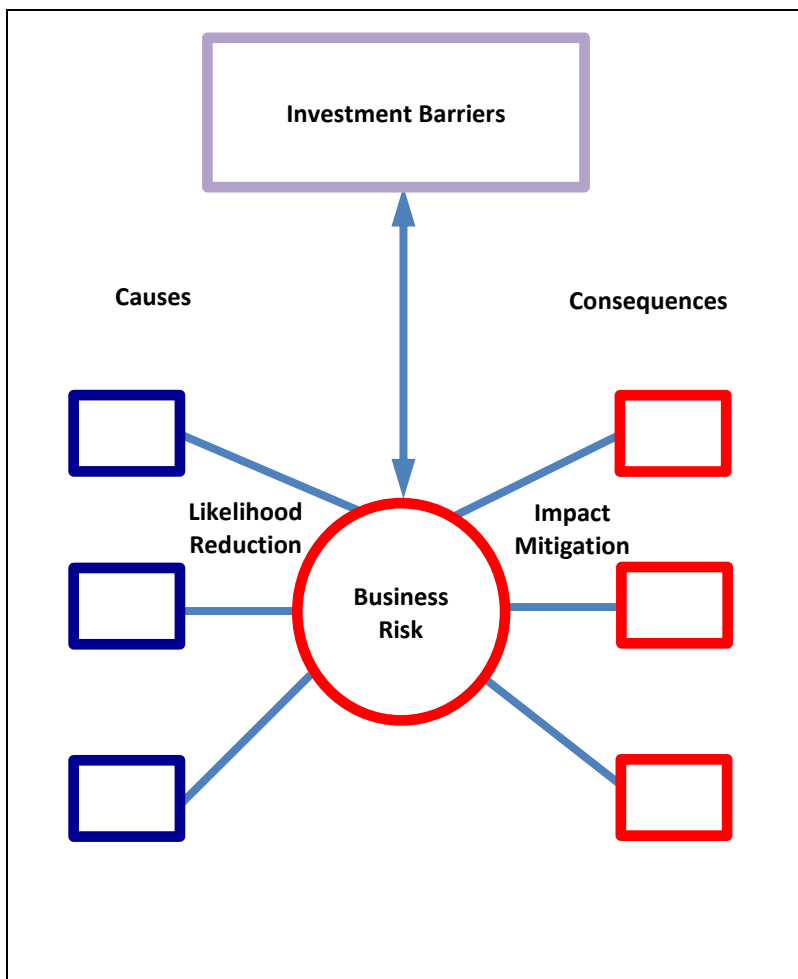 Investment Barriers
Causes
Consequences
Likelihood
Reduction
Impact
Mitigation
Business
Risk